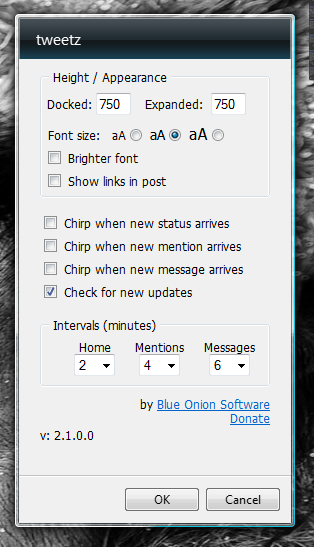 tweetz
Height / Appearance
Docked: 750 Expanded: 750
Font size: aA aA aA
Brighter font
Show links in post
Chirp when new status arrives
Chirp when new mention arrives
Chirp when new message arrives
Check for new updates
Intervals (minutes)
Home Mentions Messages
2 4 6
by Blue Onion Software
Donate
v: 2.1.0.0
OK Cancel